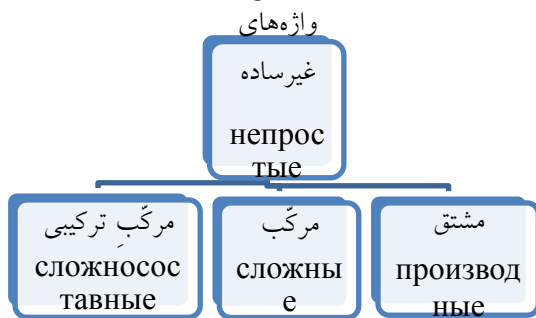 واژه‌های
غیرساده
непрос
тые
مرکّبِ ترکیبی
сложносос
тавные
مرکّب
сложны
е
مشتق
производ
ные